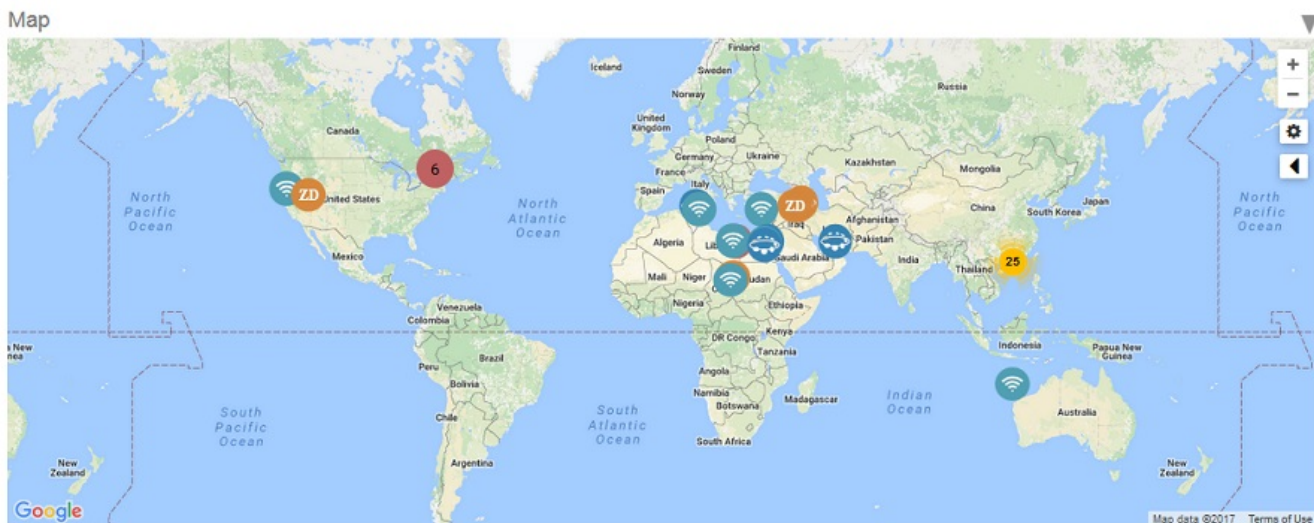 Map
Finland
Iceland
Sweden
Russia
Norway
United
Kingdom
Canada
Poland
Germany
Ukraine
Kazakhstan
Mongolia
France
6
Italy
ZD
United States
Spain
ZD
North
Pacific
Ocean
North
Atlantic
Ocean
China
South Korea
Japan
Afghanistan
Iraq
North
Pacific
Ocean
Algeria
Pakistan
Mexico
Saudi Arabia
India
Thailand
25
Mali
Niger
Nigeria
Ethiopia
Venezuela
Colombia
Kenya
DR Congo
Indonesia
Papua New
Guinea
Tanzania
Brazil
Peru
Angola
Bolivia
Namibia
Madagascar
Botswana
Indian
Ocean
Australia
South
Pacific
Ocean
Chile
South
Atlantic
Ocean
South Africa
Argentina
New
Zealand
New
Zealand
Google
Map data ©2017 Terms of Use